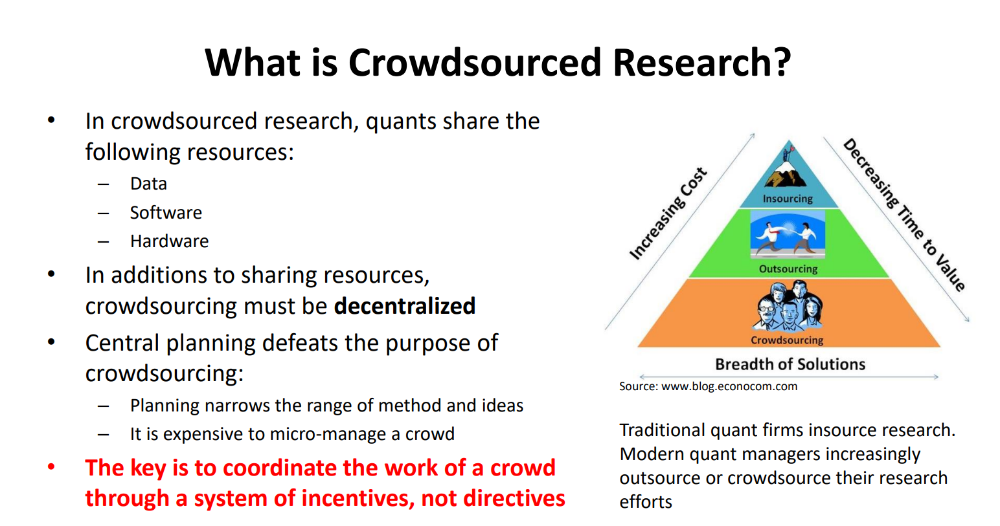 What is Crowdsourced Research?
• In crowdsourced research, quants share the
following resources:
– Data
– Software
– Hardware
• In additions to sharing resources,
crowdsourcing must be decentralized
• Central planning defeats the purpose of
crowdsourcing:
– Planning narrows the range of method and ideas
– It is expensive to micro-manage a crowd
• The key is to coordinate the work of a crowd
through a system of incentives, not directives
Increasing Cost
Decreasing Time to Value
Insourcing
Outsourcing
Crowdsourcing
Breadth of Solutions
Source: www.blog.econocom.com
Traditional quant firms insource research.
Modern quant managers increasingly
outsource or crowdsource their research
efforts